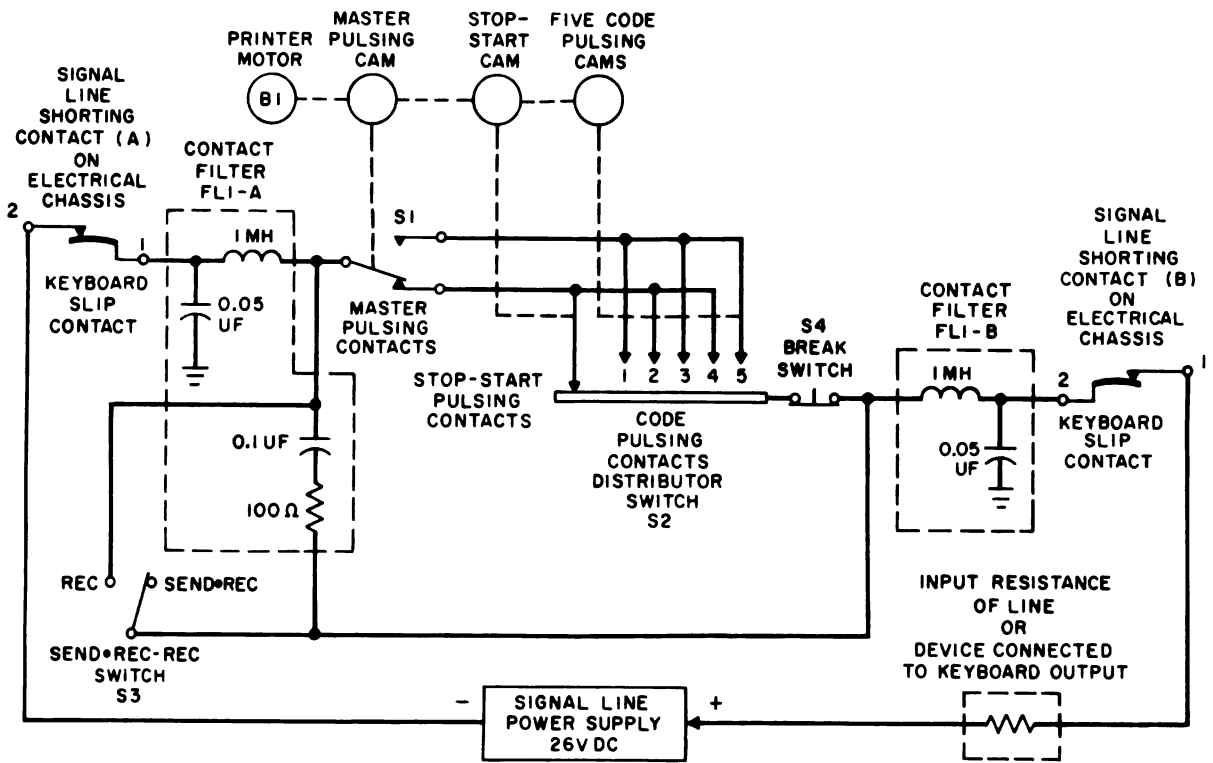 PRINTER
MOTOR
B1
MASTER
PULSING
CAM
STOP-
START
CAM
FIVE CODE
PULSING
CAMS
SIGNAL
LINE
SHORTING
CONTACT (A)
ON
ELECTRICAL
CHASSIS
2
1
KEYBOARD
SLIP
CONTACT
CONTACT
FILTER
FL1-A
1 MH
0.05
UF
0.1 UF
100 Ω
S1
MASTER
PULSING
CONTACTS
STOP-START
PULSING
CONTACTS
1 2 3 4 5
CODE
PULSING
CONTACTS
DISTRIBUTOR
SWITCH
S2
S4
BREAK
SWITCH
CONTACT
FILTER
FL1-B
1 MH
0.05
UF
SIGNAL
LINE
SHORTING
CONTACT (B)
ON
ELECTRICAL
CHASSIS
2
1
KEYBOARD
SLIP
CONTACT
REC
SEND•REC
SEND•REC-REC
SWITCH
S3
INPUT RESISTANCE
OF LINE
OR
DEVICE CONNECTED
TO KEYBOARD OUTPUT
-
SIGNAL LINE
POWER SUPPLY
26V DC
+